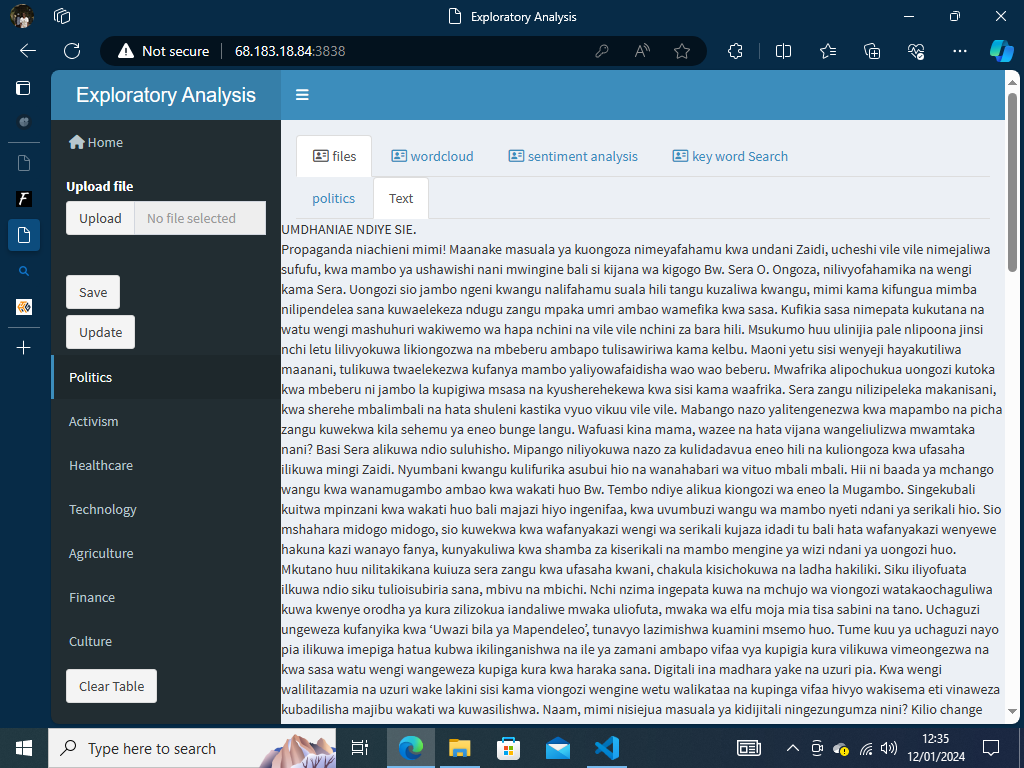 Exploratory Analysis
Not secure
68.183.18.84:3838
Exploratory Analysis
Home
Upload file
Upload
No file selected
Save
Update
Politics
Activism
Healthcare
Technology
Agriculture
Finance
Culture
Clear Table
files
wordcloud
sentiment analysis
key word Search
politics
Text
UMDHANIAE NDIYE SIE.
Propaganda niachieni mimi! Maanake masuala ya kuongoza nimeyafahamu kwa undani Zaidi, ucheshi vile vile nimejaliwa
sufufu, kwa mambo ya ushawishi nani mwingine bali si kijana wa kigogo Bw. Sera O. Ongoza, nilivyofahamika na wengi
kama Sera. Uongozi sio jambo ngeni kwangu nalifahamu suala hili tangu kuzaliwa kwangu, mimi kama kifungua mimba
nilipendelea sana kuwaelekeza ndugu zangu mpaka umri ambao wamefika kwa sasa. Kufikia sasa nimepata kukutana na
watu wengi mashuhuri wakiwemo wa hapa nchini na vile vile nchini za bara hili. Msukumo huu ulinijia pale nlipoona jinsi
nchi letu lilivyokuwa likiongozwa na mbeberu ambapo tulisawiriwa kama kelbu. Maoni yetu sisi wenyeji hayakutiliwa
maanani, tulikuwa twaelekezwa kufanya mambo yaliyowafaidisha wao wao beberu. Mwafrika alipochukua uongozi kutoka
kwa mbeberu ni jambo la kupigiwa msasa na kyusherehekewa kwa sisi kama waafrika. Sera zangu nilizipeleka makanisani,
kwa sherehe mbalimbali na hata shuleni kastika vyuo vikuu vile vile. Mabango nazo yalitengenezwa kwa mapambo na picha
zangu kuwekwa kila sehemu ya eneo bunge langu. Wafuasi kina mama, wazee na hata vijana wangeliulizwa mwamtaka
nani? Basi Sera alikuwa ndio suluhisho. Mipango niliyokuwa nazo za kulidadavua eneo hili na kuliongoza kwa ufasaha
ilikuwa mingi Zaidi. Nyumbani kwangu kulifurika asubui hio na wanahabari wa vituo mbali mbali. Hii ni baada ya mchango
wangu kwa wanamugambo ambao kwa wakati huo Bw. Tembo ndiye alikua kiongozi wa eneo la Mugambo. Singekubali
kuitwa mpinzani kwa wakati huo bali majazi hiyo ingenifaa, kwa uvumbuzi wangu wa mambo nyeti ndani ya serikali hio. Sio
mshahara midogo midogo, sio kuwekwa kwa wafanyakazi wengi wa serikali kujaza idadi tu bali hata wafanyakazi wenyewe
hakuna kazi wanayo fanya, kunyakuliwa kwa shamba za kiserikali na mambo mengine ya wizi ndani ya uongozi huo.
Mkutano huu nilitakikana kuiuza sera zangu kwa ufasaha kwani, chakula kisichokuwa na ladha hakiliki. Siku iliyofuata
ilkuwa ndio siku tulioisubiria sana, mbivu na mbichi. Nchi nzima ingepata kuwa na mchujo wa viongozi watakaochaguliwa
kuwa kwenye orodha ya kura zilizokua iandaliwe mwaka uliofuta, mwaka wa elfu moja mia tisa sabini na tano. Uchaguzi
ungeweza kufanyika kwa ‘Uwazi bila ya Mapendeleo’, tunavyo lazimishwa kuamini msemo huo. Tume kuu ya uchaguzi nayo
pia ilikuwa imepiga hatua kubwa ikilinganishwa na ile ya zamani ambapo vifaa vya kupigia kura vilikuwa vimeongezwa na
kwa sasa watu wengi wangeweza kupiga kura kwa haraka sana. Digitali ina madhara yake na uzuri pia. Kwa wengi
walilitazamia na uzuri wake lakini sisi kama viongozi wengine wetu walikataa na kupinga vifaa hivyo wakisema eti vinaweza
kubadilisha majibu wakati wa kuwasilishwa. Naam, mimi nisiejua masuala ya kidijitali ningezungumza nini? Kilio change
Type here to search
12:35
12/01/2024